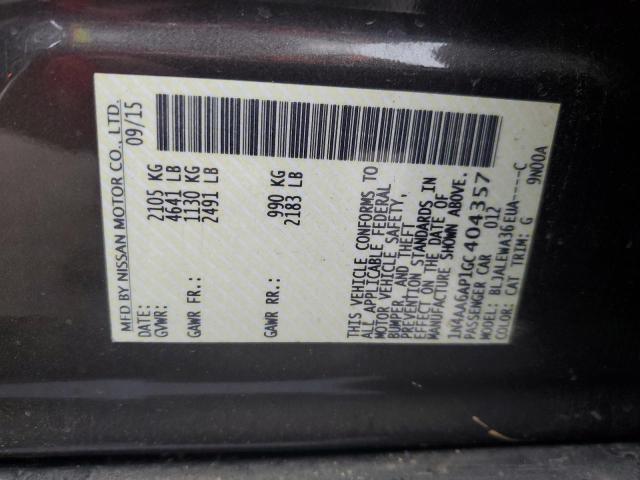 MFD BY NISSAN MOTOR CO., LTD.
09/15
GVWR: 2105 KG
4641 LB
GAWR FR.: 1130 KG
2491 LB
GAWR RR.: 990 KG
2183 LB
THIS VEHICLE CONFORMS TO
ALL APPLICABLE FEDERAL
MOTOR VEHICLE SAFETY,
BUMPER, AND THEFT
PREVENTION STANDARDS IN
EFFECT ON THE DATE OF
MANUFACTURE SHOWN ABOVE.
1N4AA6AP1GC404357
PASSENGER CAR 012
MODEL: BLJALEWA36EUA----C
COLOR: CAT TRIM: G 9N00A